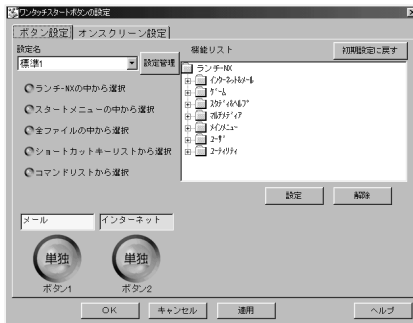 ワンタッチスタートボタンの設定
ボタン設定 オンスクリーン設定
設定名
標準1
設定管理
機能リスト
初期設定に戻す
ランチ-NXの中から選択
スタートメニューの中から選択
全ファイルの中から選択
ショートカットキーリストから選択
コマンドリストから選択
ランチ-NX
インターネット&メール
ゲーム
スタディ&ヘルプ
マルチメディア
メインメニュー
ユーザ
ユーティリティ
設定
解除
メール
インターネット
単独
単独
ボタン1
ボタン2
OK
キャンセル
適用
ヘルプ